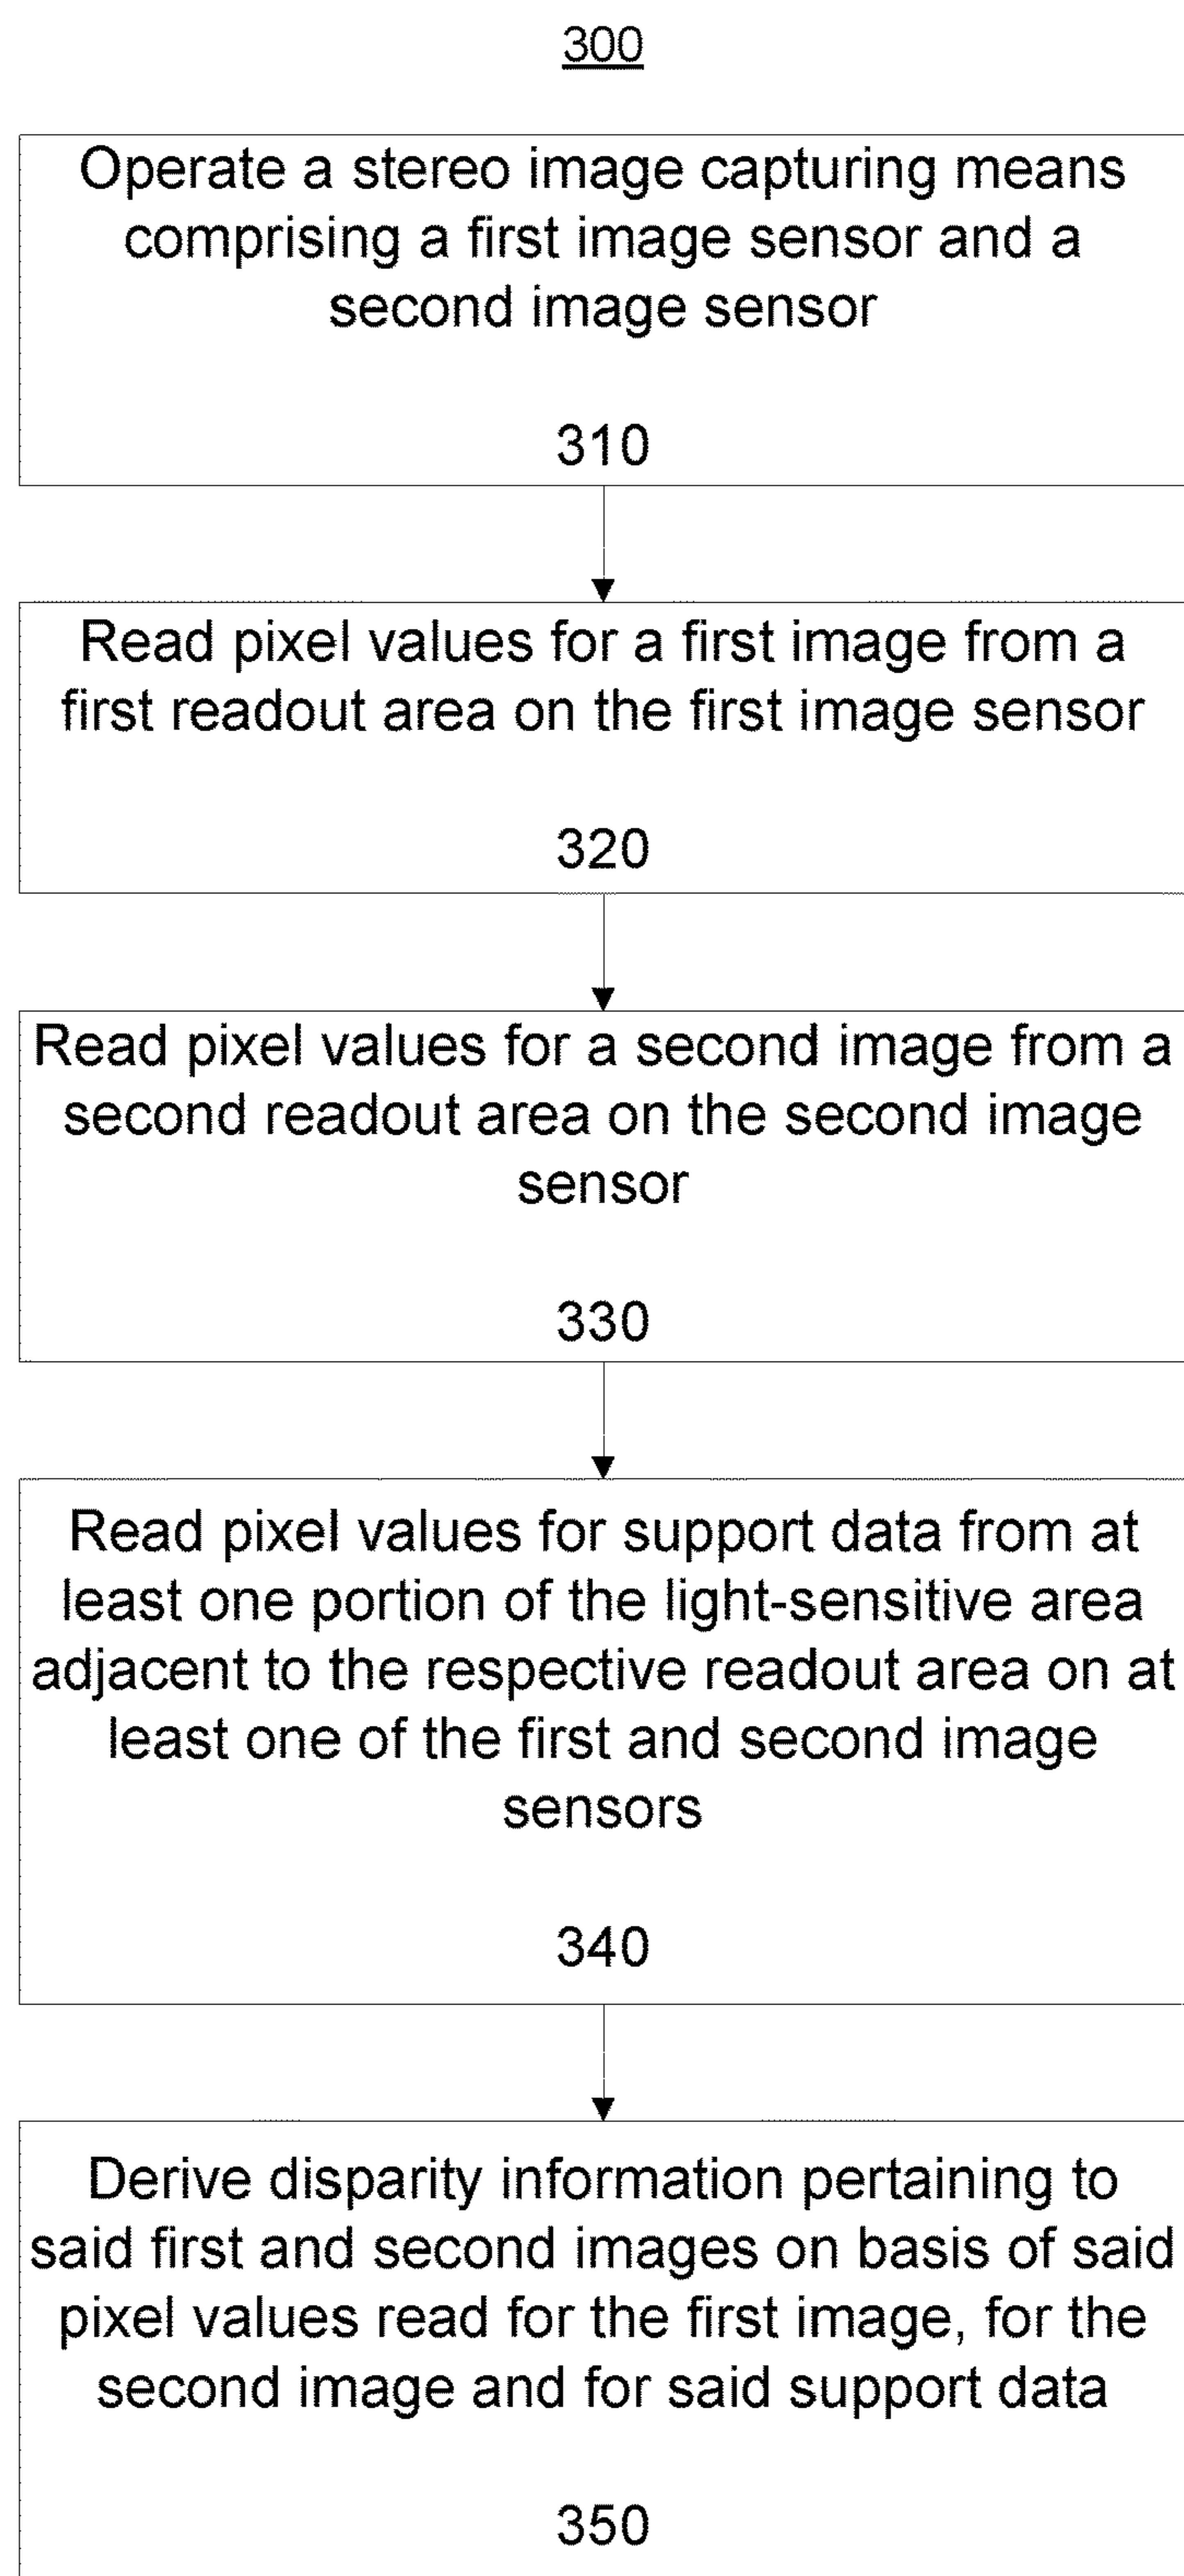 300
Operate a stereo image capturing means
comprising a first image sensor and a
second image sensor
310
Read pixel values for a first image from a
first readout area on the first image sensor
320
Read pixel values for a second image from a
second readout area on the second image
sensor
330
Read pixel values for support data from at
least one portion of the light-sensitive area
adjacent to the respective readout area on at
least one of the first and second image
sensors
340
Derive disparity information pertaining to
said first and second images on basis of said
pixel values read for the first image, for the
second image and for said support data
350